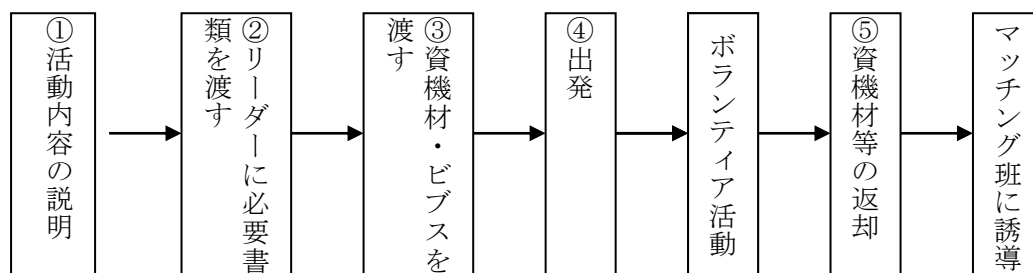 ①活動内容の説明
②リーダーに必要書
類を渡す
③資機材・ビブスを
渡す
④出発
ボランティア活動
⑤資機材等の返却
マッチング班に誘導